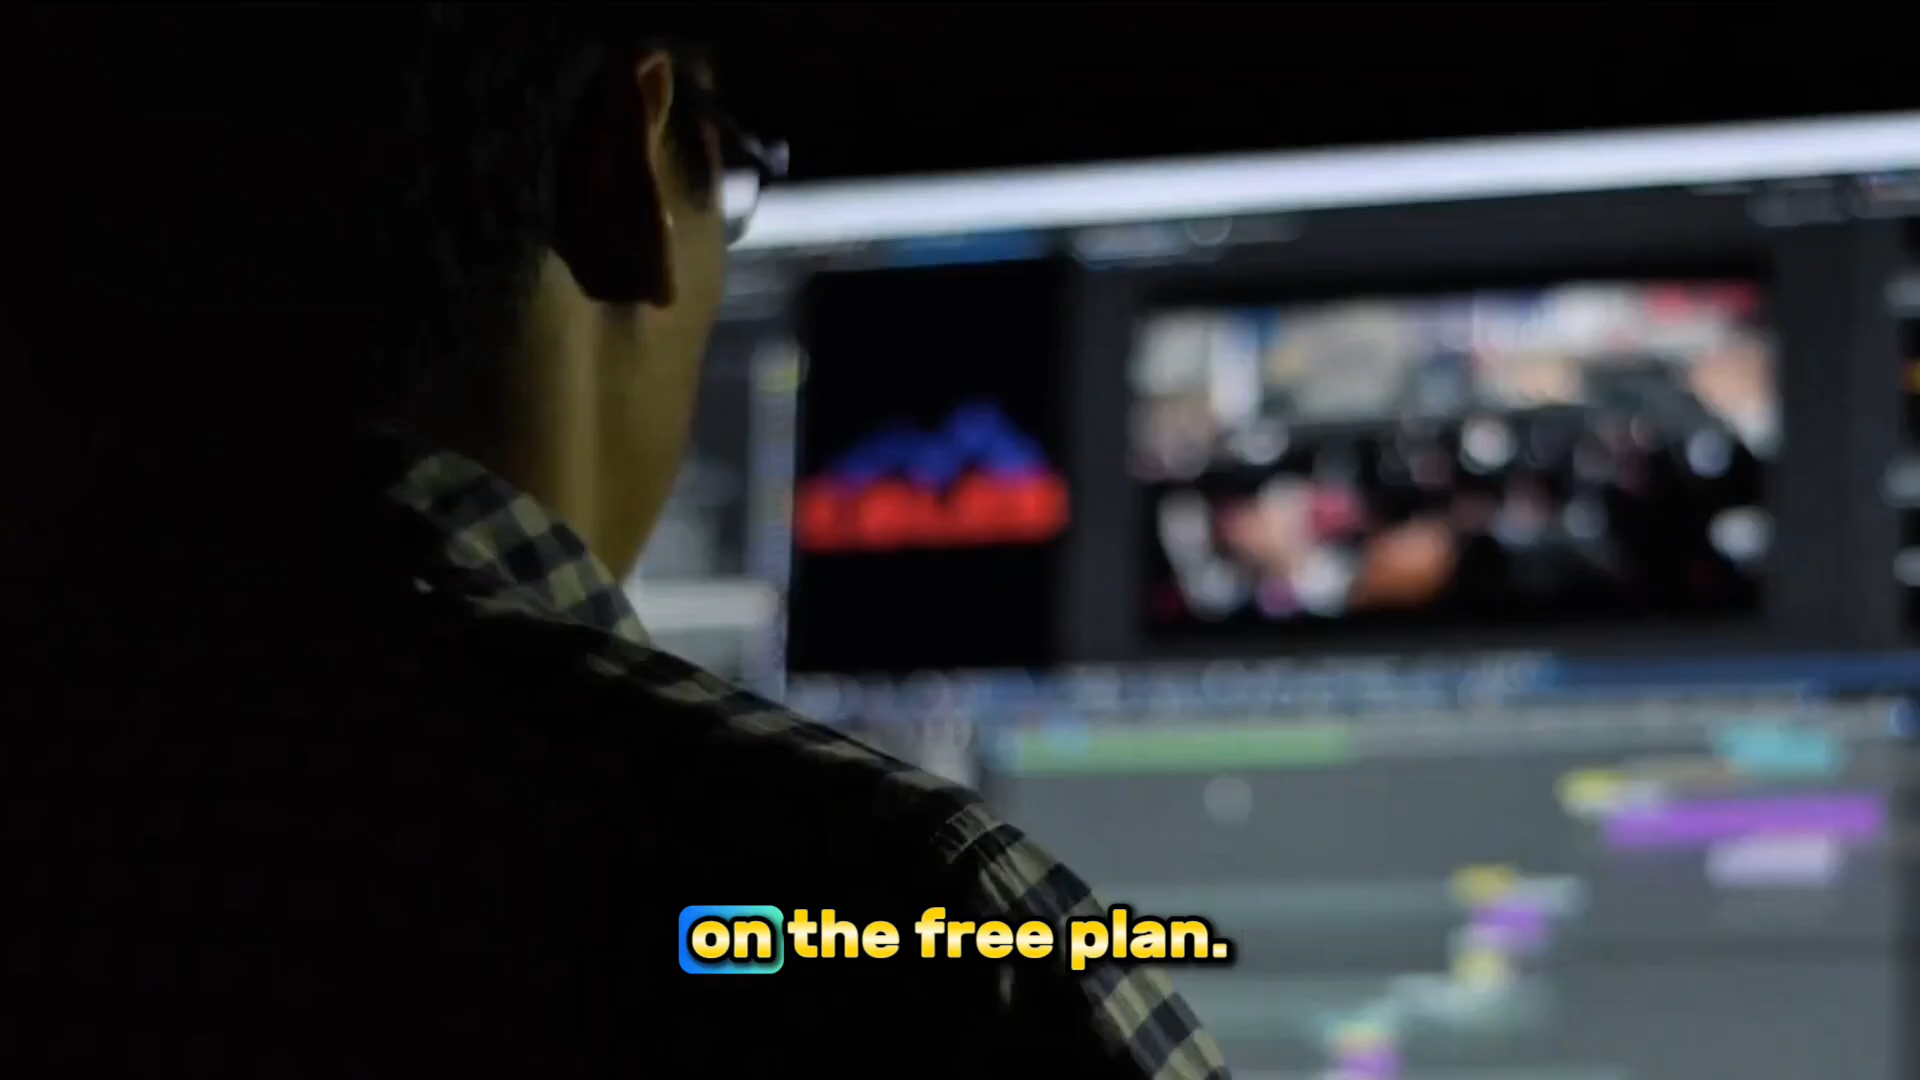 on the free plan.